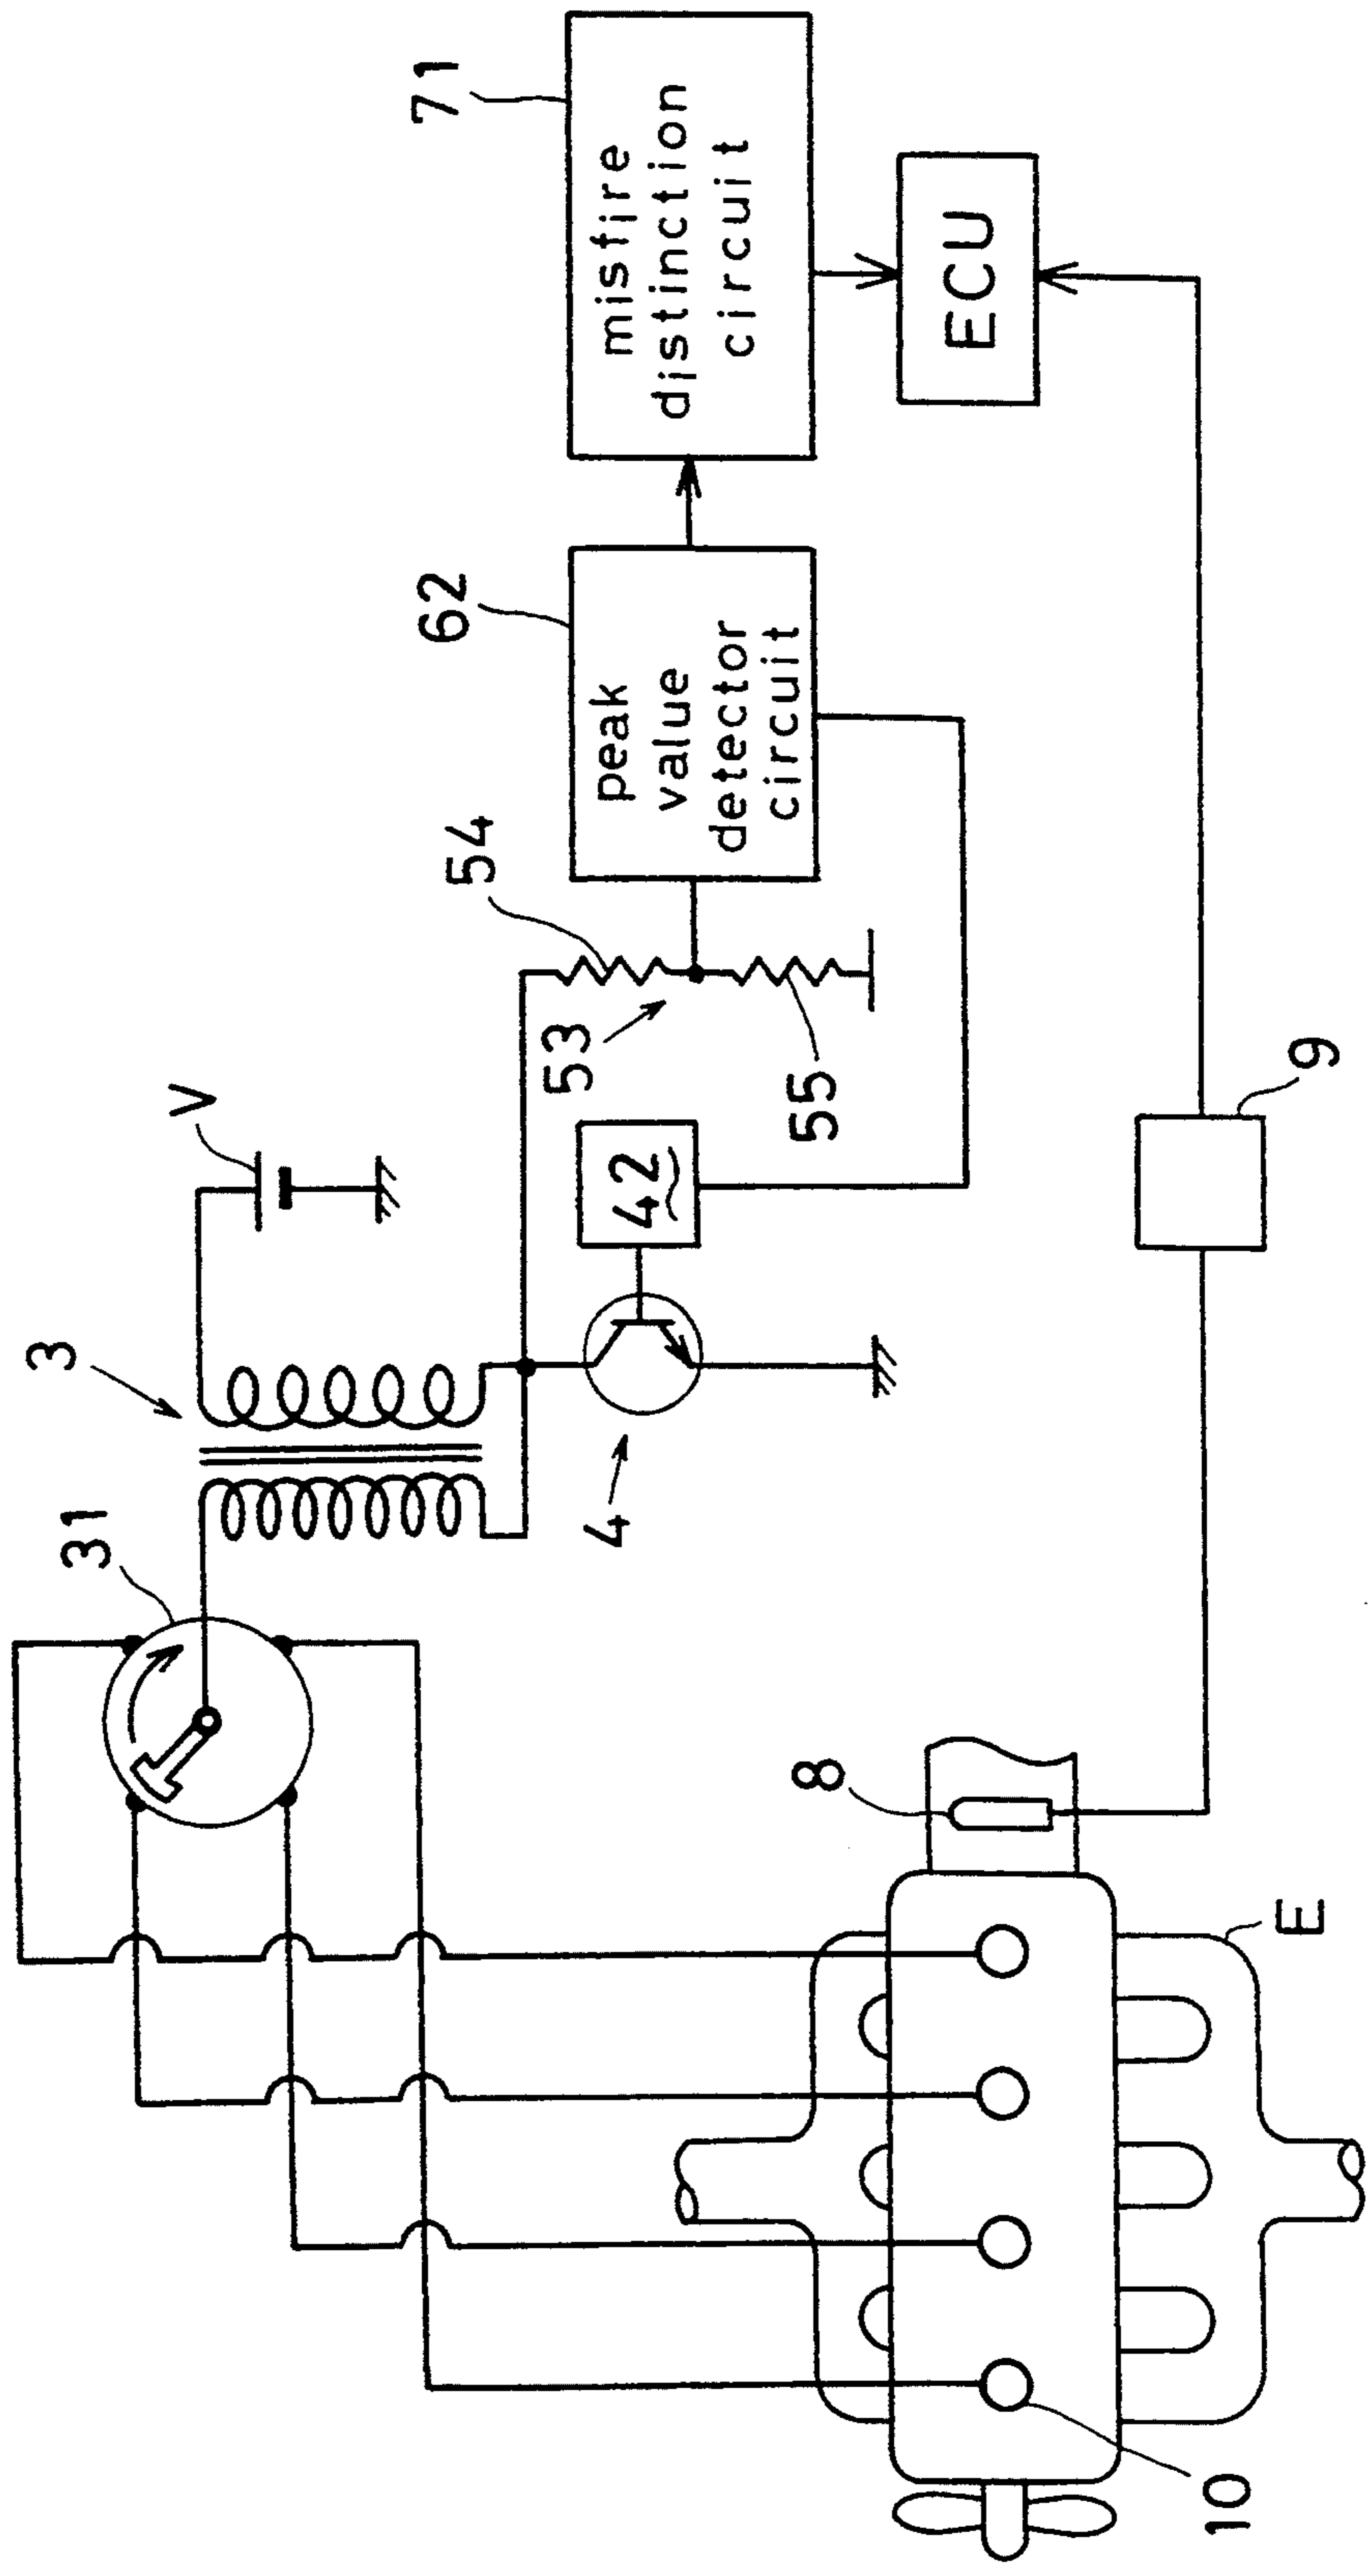 71
misfire
distinction
circuit
ECU
62
peak
value
detector
circuit
54
53
55
V
42
9
3
4
31
8
E
10